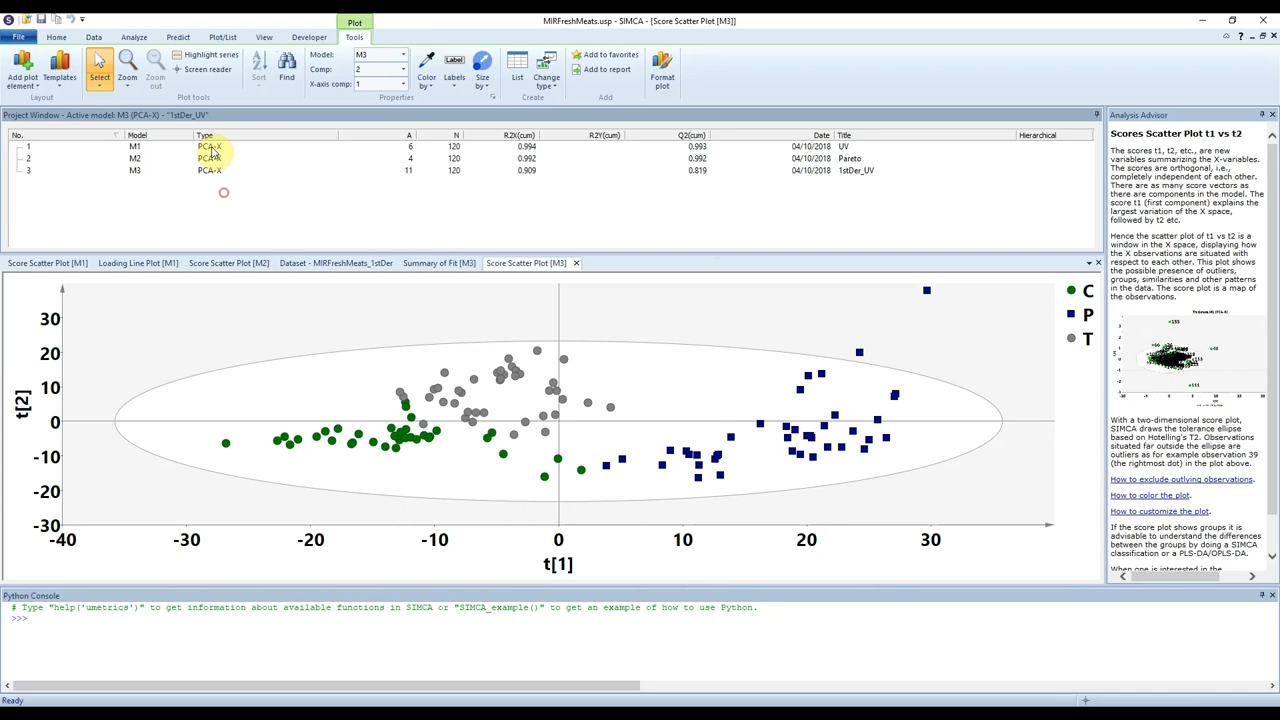 MIRFreshMeats.usp - SIMCA - [Score Scatter Plot [M3]]
Plot
File Home Data Analyze Predict Plot/List View Developer Tools
Add plot element
Templates
Select
Zoom
Zoom out
Highlight series
Screen reader
Sort
Find
Model: M3
Comp: 2
X-axis comp: 1
Color by
Labels
Label
Size by
List
Change type
Add to favorites
Add to report
Format plot
Layout Plot tools Properties Create Add
Project Window - Active model: M3 (PCA-X) - "1stDer_UV"
No. Model Type A N R2X(cum) R2Y(cum) Q2(cum) Date Title Hierarchical
1 M1 PCA-X 6 120 0.994 0.993 04/10/2018 UV
2 M2 PCA-X 4 120 0.992 0.992 04/10/2018 Pareto
3 M3 PCA-X 11 120 0.909 0.819 04/10/2018 1stDer_UV
Score Scatter Plot [M1] Loading Line Plot [M1] Score Scatter Plot [M2] Dataset - MIRFreshMeats_1stDer Summary of Fit [M3] Score Scatter Plot [M3]
C
P
T
t[2]
30
20
10
0
-10
-20
-30
-40 -30 -20 -10 0 10 20 30
t[1]
Analysis Advisor
Scores Scatter Plot t1 vs t2
The scores t1, t2, etc., are new
variables summarizing the X-variables.
The scores are orthogonal, i.e.,
completely independent of each other.
There are as many score vectors as
there are components in the model. The
score t1 (first component) explains the
largest variation of the X space,
followed by t2 etc.
Hence the scatter plot of t1 vs t2 is a
window in the X space, displaying how
the X observations are situated with
respect to each other. This plot shows
the possible presence of outliers,
groups, similarities and other patterns
in the data. The score plot is a map of
the observations.
With a two-dimensional score plot,
SIMCA draws the tolerance ellipse
based on Hotelling's T2. Observations
situated far outside the ellipse are
outliers as for example observation 39
(the rightmost dot) in the plot above.
How to exclude outlying observations.
How to color the plot.
How to customize the plot.
If the score plot shows groups it is
advisable to understand the differences
between the groups by doing a SIMCA
classification or a PLS-DA/OPLS-DA.
When one is interested in the
Python Console
# Type "help('umetrics')" to get information about available functions in SIMCA or "SIMCA_example()" to get an example of how to use Python.
>>>
Ready